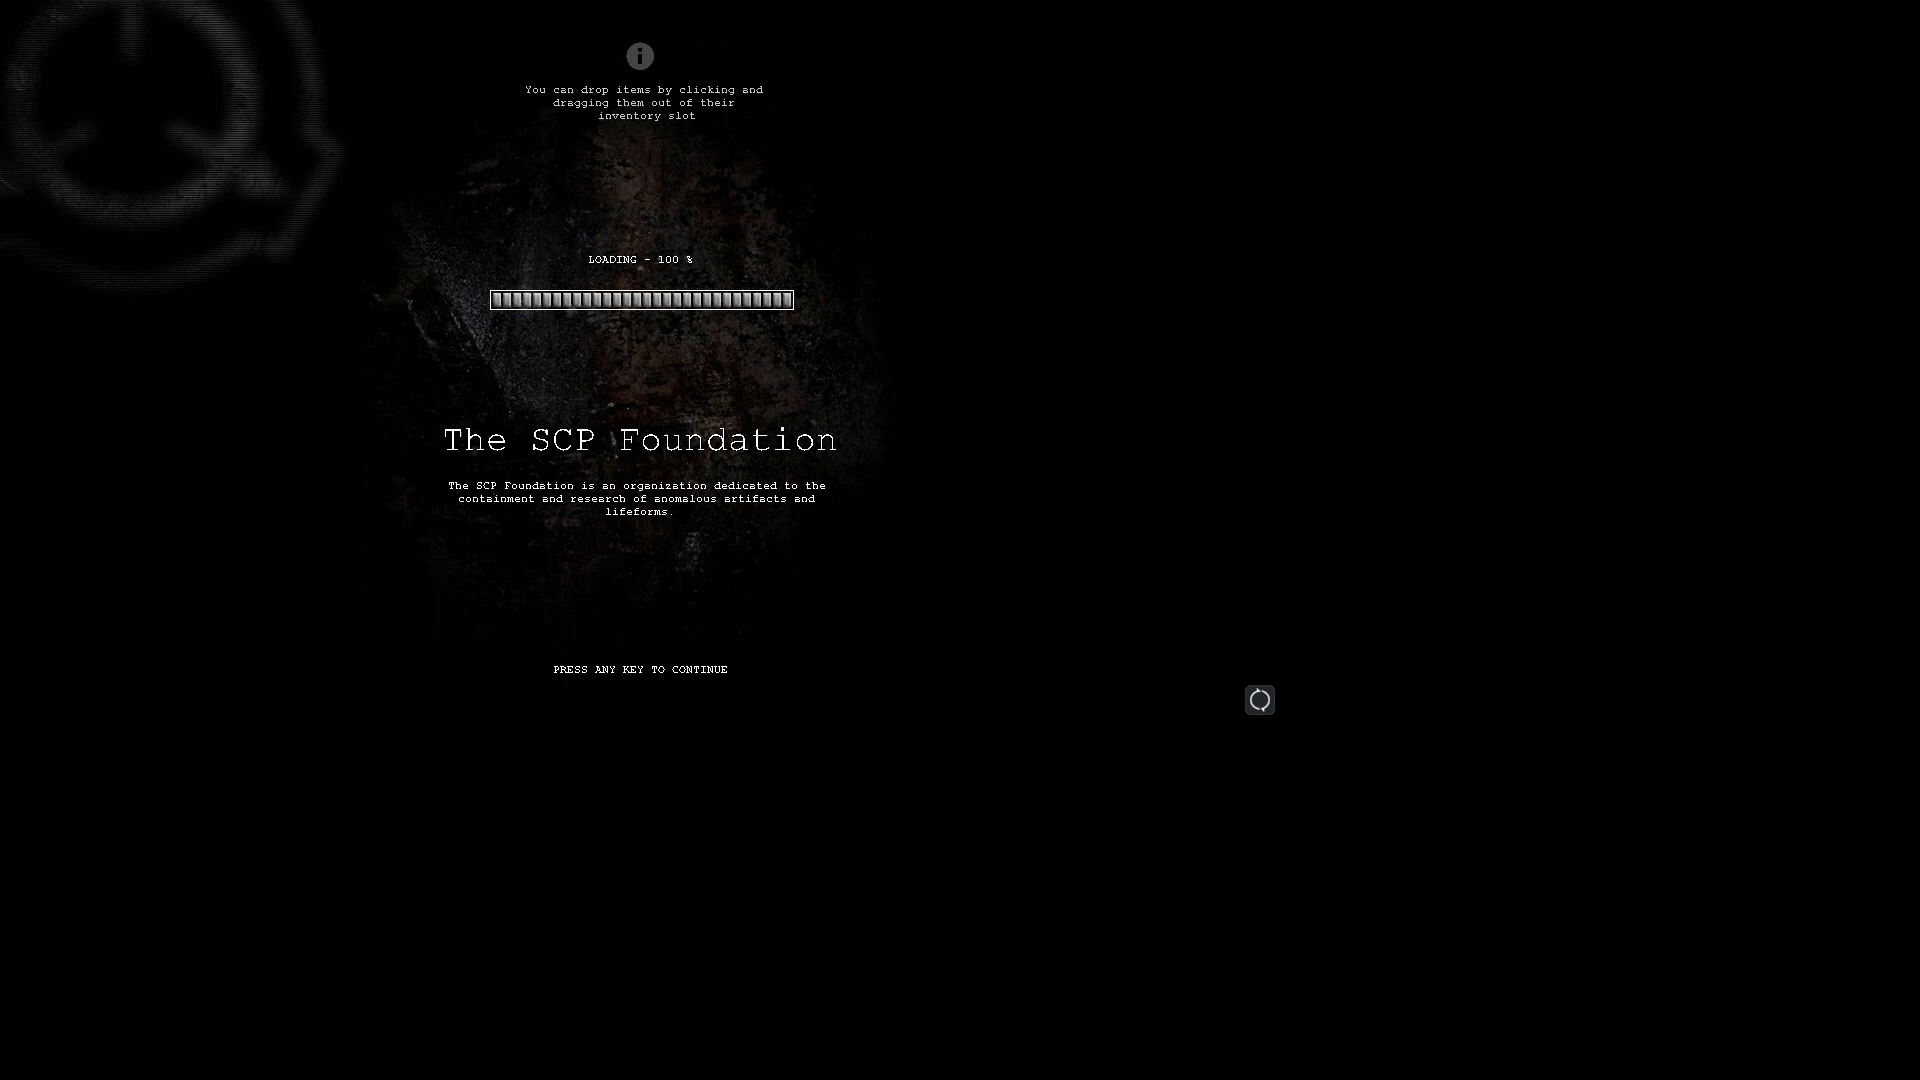 You can drop items by clicking and
dragging them out of their
inventory slot
LOADING - 100 %
The SCP Foundation
The SCP Foundation is an organization dedicated to the
containment and research of anomalous artifacts and
lifeforms.
PRESS ANY KEY TO CONTINUE